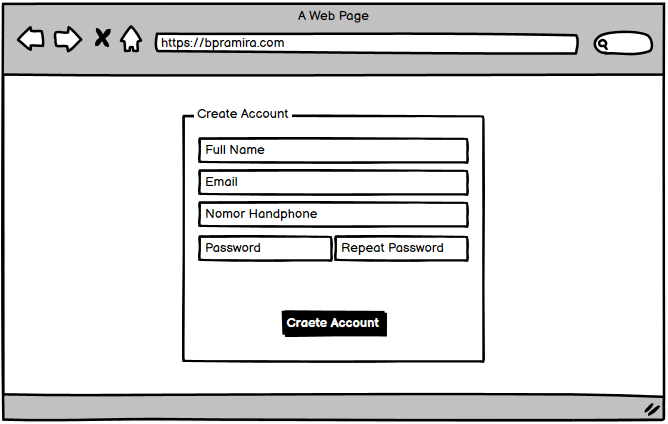 A Web Page
https://bpramira.com
Create Account
Full Name
Email
Nomor Handphone
Password Repeat Password
Craete Account